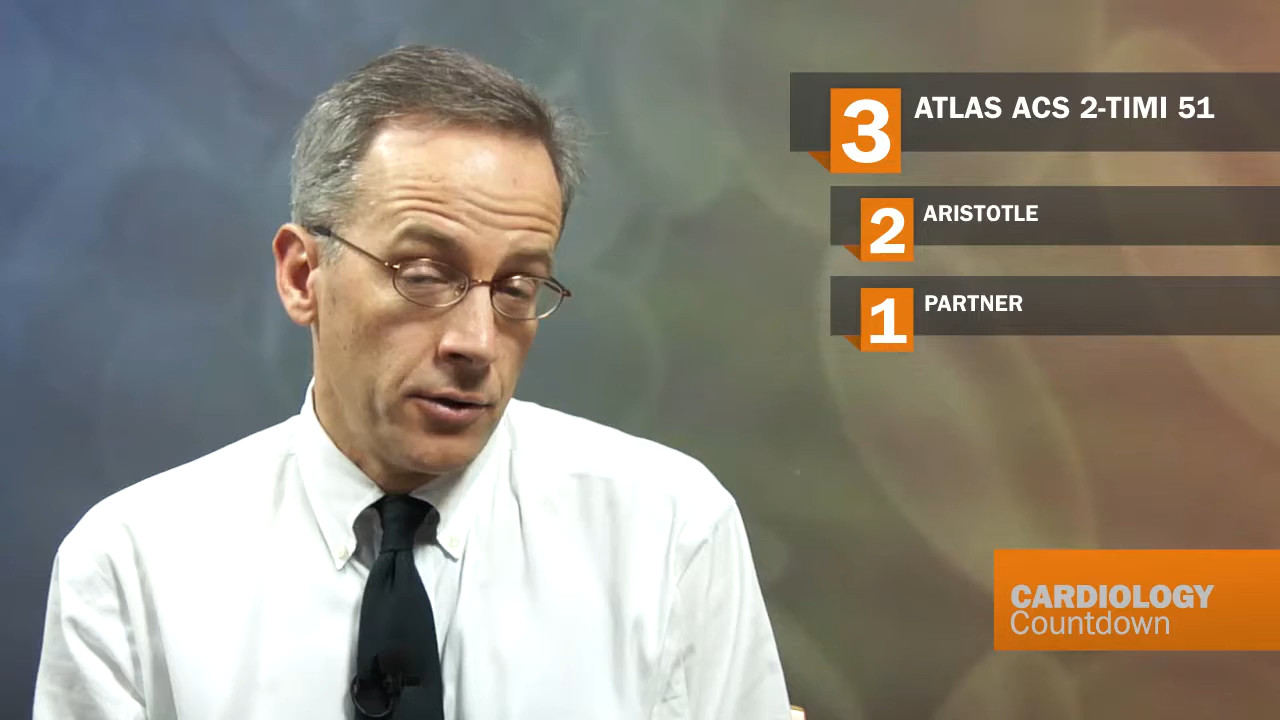 3 ATLAS ACS 2-TIMI 51
2 ARISTOTLE
1 PARTNER
CARDIOLOGY
Countdown